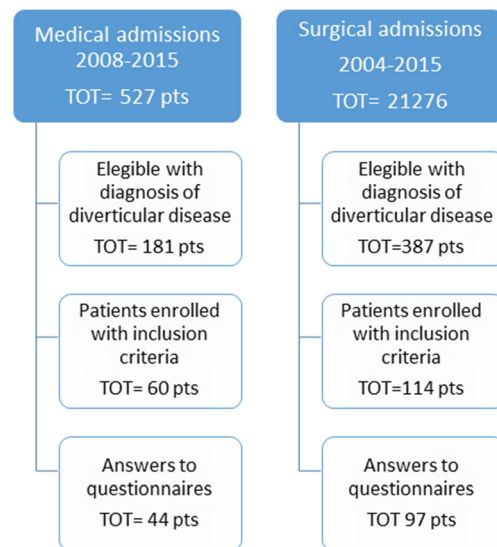 Medical admissions
2008-2015
TOT= 527 pts
Elegible with
diagnosis of
diverticular disease
TOT= 181 pts
Patients enrolled
with inclusion
criteria
TOT= 60 pts
Answers to
questionnaires
TOT= 44 pts
Surgical admissions
2004-2015
TOT= 21276
Elegible with
diagnosis of
diverticular disease
TOT=387 pts
Patients enrolled
with inclusion
criteria
TOT=114 pts
Answers to
questionnaires
TOT 97 pts